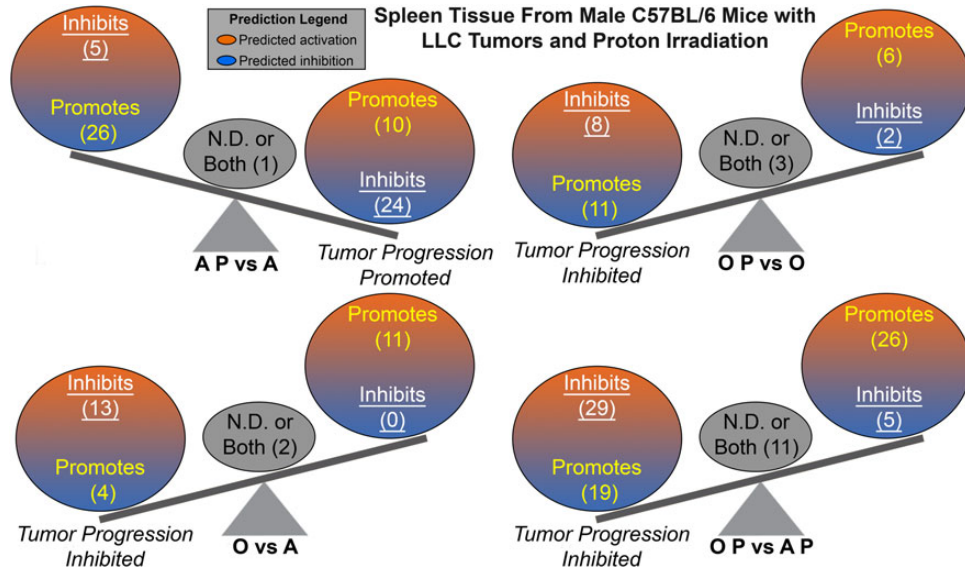 Prediction Legend
Predicted activation
Predicted inhibition
Spleen Tissue From Male C57BL/6 Mice with
LLC Tumors and Proton Irradiation
Inhibits
(5)
Promotes
(26)
N.D. or
Both (1)
Promotes
(10)
Inhibits
(24)
A P vs A
Tumor Progression
Promoted
Inhibits
(8)
Promotes
(11)
N.D. or
Both (3)
Promotes
(6)
Inhibits
(2)
Tumor Progression
Inhibited
O P vs O
Inhibits
(13)
Promotes
(4)
N.D. or
Both (2)
Promotes
(11)
Inhibits
(0)
Tumor Progression
Inhibited
O vs A
Inhibits
(29)
Promotes
(19)
N.D. or
Both (11)
Promotes
(26)
Inhibits
(5)
Tumor Progression
Inhibited
O P vs A P